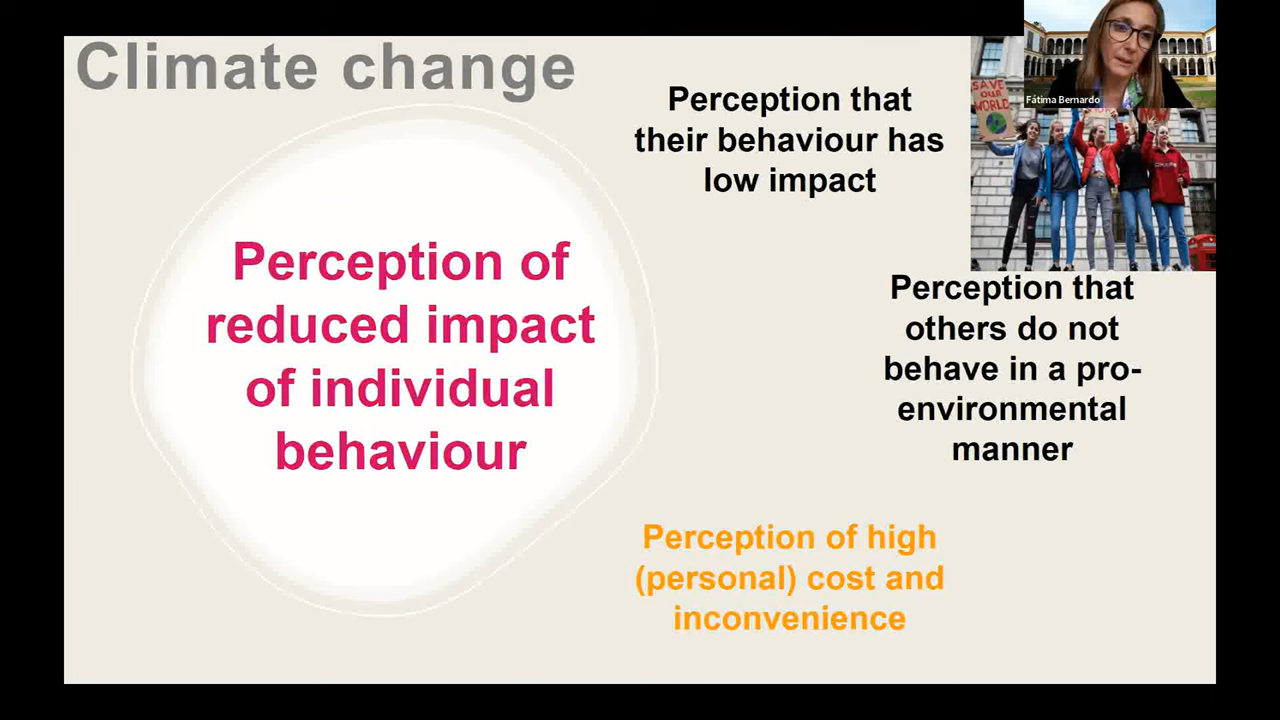 Climate change
Perception of
reduced impact
of individual
behaviour
Perception that
their behaviour has
low impact
SAVE
OUR
WORLD
Fátima Bernardo
Perception that
others do not
behave in a pro-
environmental
manner
Perception of high
(personal) cost and
inconvenience